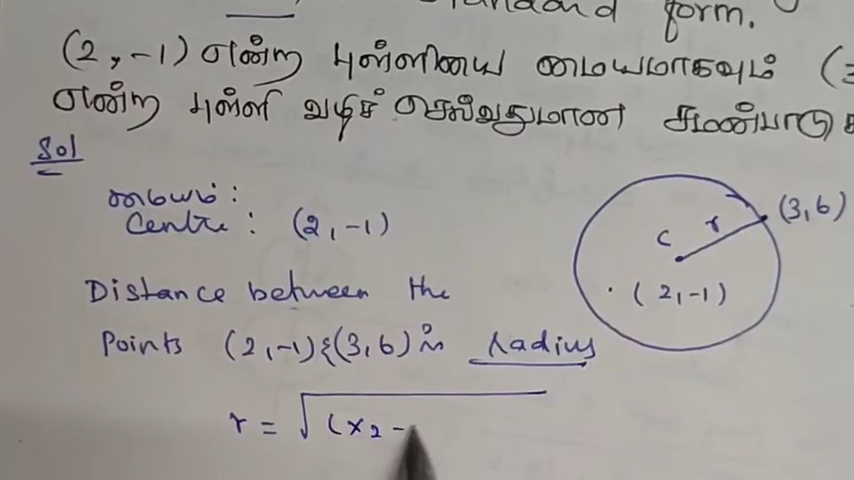 standard form.
(2, -1) என்ற புள்ளியை மையமாகவும் (3
என்ற புள்ளி வழிச் செல்வதுமான சமன்பாடு
Sol
மையம் :
Centre : (2, -1)
(3, 6)
r
C
(2, -1)
Distance between the
Points (2, -1) & (3, 6) is radius
r = √(x₂ -